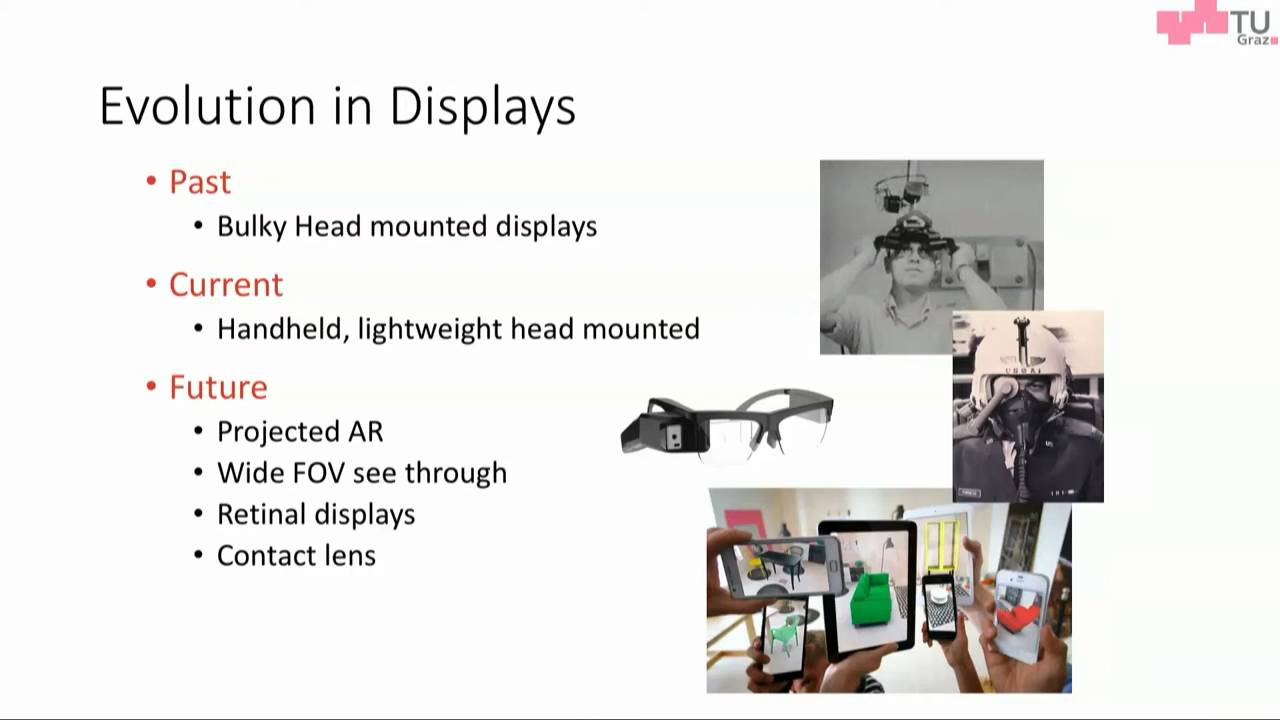 TU
Graz
Evolution in Displays
• Past
• Bulky Head mounted displays
• Current
• Handheld, lightweight head mounted
• Future
• Projected AR
• Wide FOV see through
• Retinal displays
• Contact lens